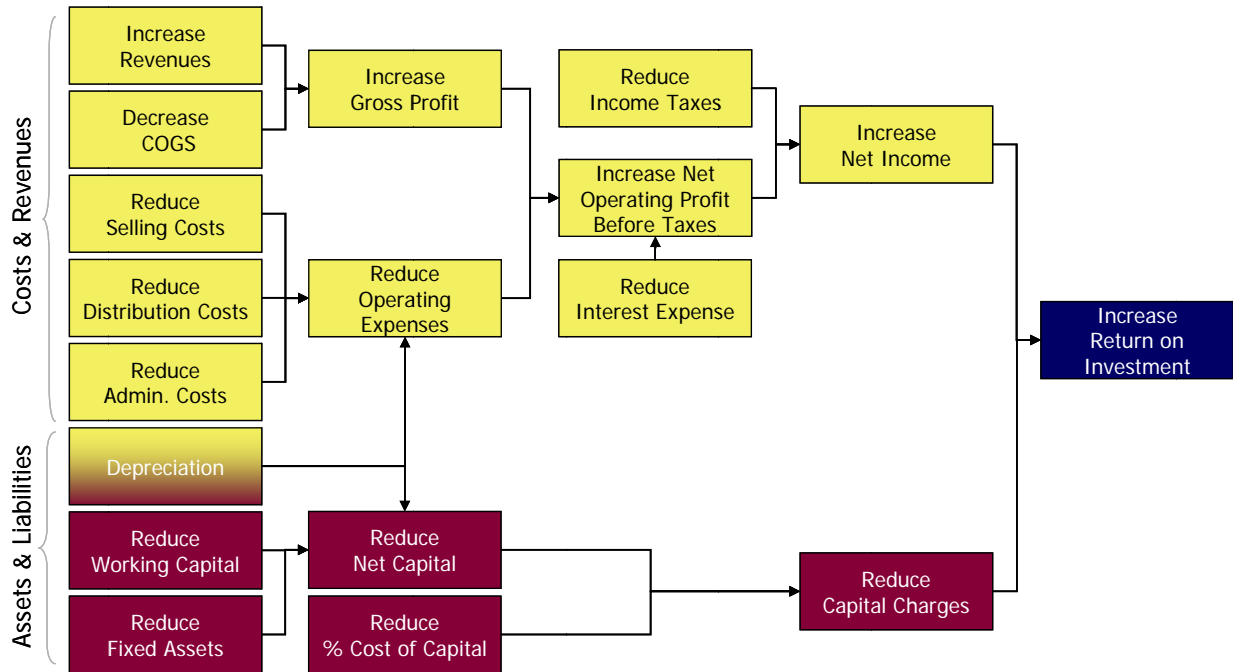 Costs & Revenues
Increase
Revenues
Decrease
COGS
Reduce
Selling Costs
Reduce
Distribution Costs
Reduce
Admin. Costs
Increase
Gross Profit
Reduce
Operating
Expenses
Reduce
Income Taxes
Increase Net
Operating Profit
Before Taxes
Reduce
Interest Expense
Increase
Net Income
Increase
Return on
Investment
Assets & Liabilities
Depreciation
Reduce
Working Capital
Reduce
Fixed Assets
Reduce
Net Capital
Reduce
% Cost of Capital
Reduce
Capital Charges